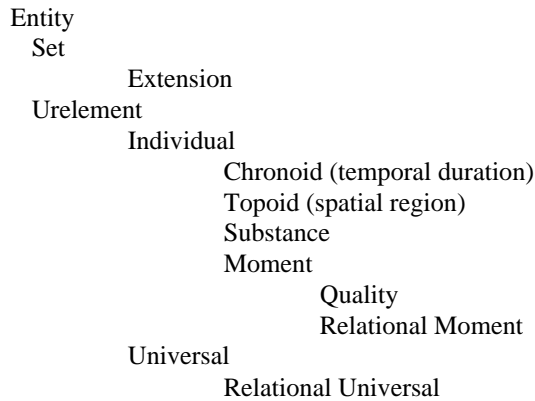 Entity
Set
Extension
Urelement
Individual
Chronoid (temporal duration)
Topoid (spatial region)
Substance
Moment
Quality
Relational Moment
Universal
Relational Universal